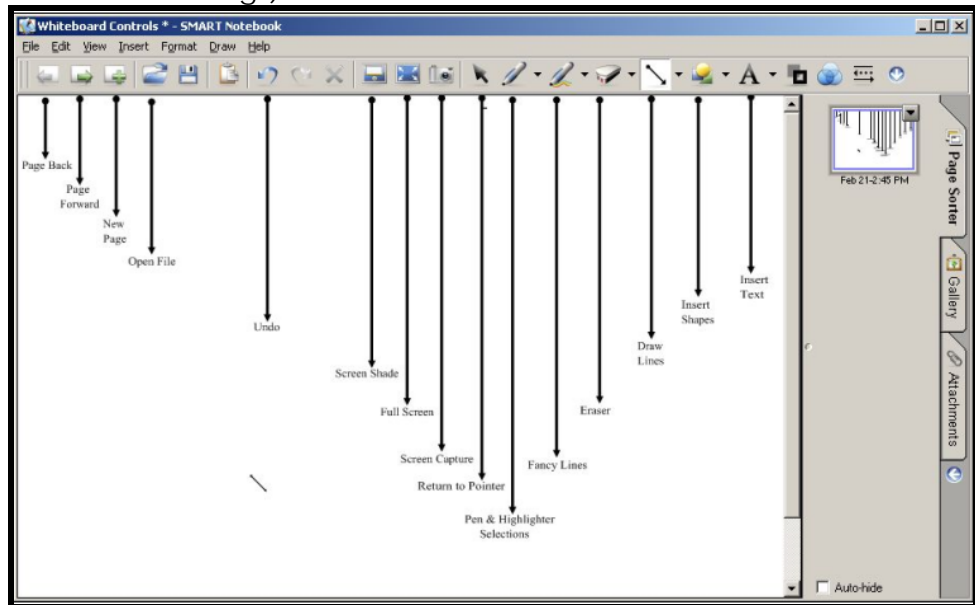 Whiteboard Controls * - SMART Notebook
File Edit View Insert Format Draw Help
A
Page Back
Page
Forward
New
Page
Open File
Undo
Screen Shade
Full Screen
Screen Capture
Return to Pointer
Pen & Highlighter
Selections
Fancy Lines
Eraser
Draw
Lines
Insert
Shapes
Insert
Text
Feb 21-2:45 PM
Page Sorter
Gallery
Attachments
Auto-hide